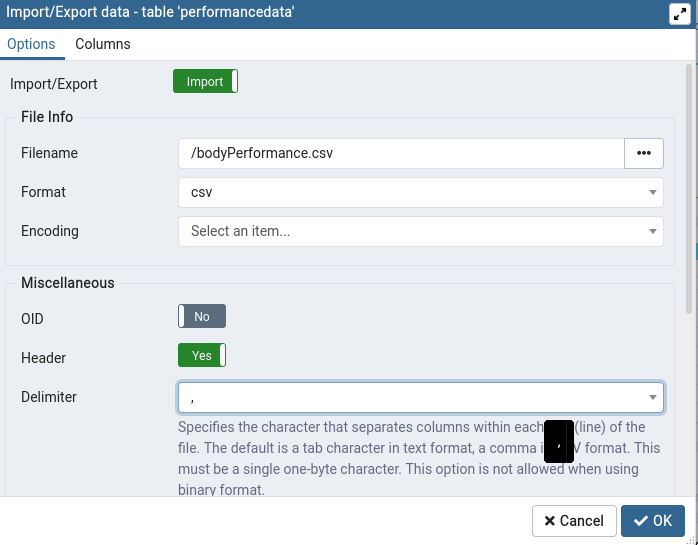 Import/Export data - table 'performancedata'
Options Columns
Import/Export Import
File Info
Filename /bodyPerformance.csv •••
Format csv
Encoding Select an item...
Miscellaneous
OID No
Header Yes
Delimiter ,
Specifies the character that separates columns within each (line) of the
,
file. The default is a tab character in text format, a comma i V format. This
must be a single one-byte character. This option is not allowed when using
binary format.
Cancel OK